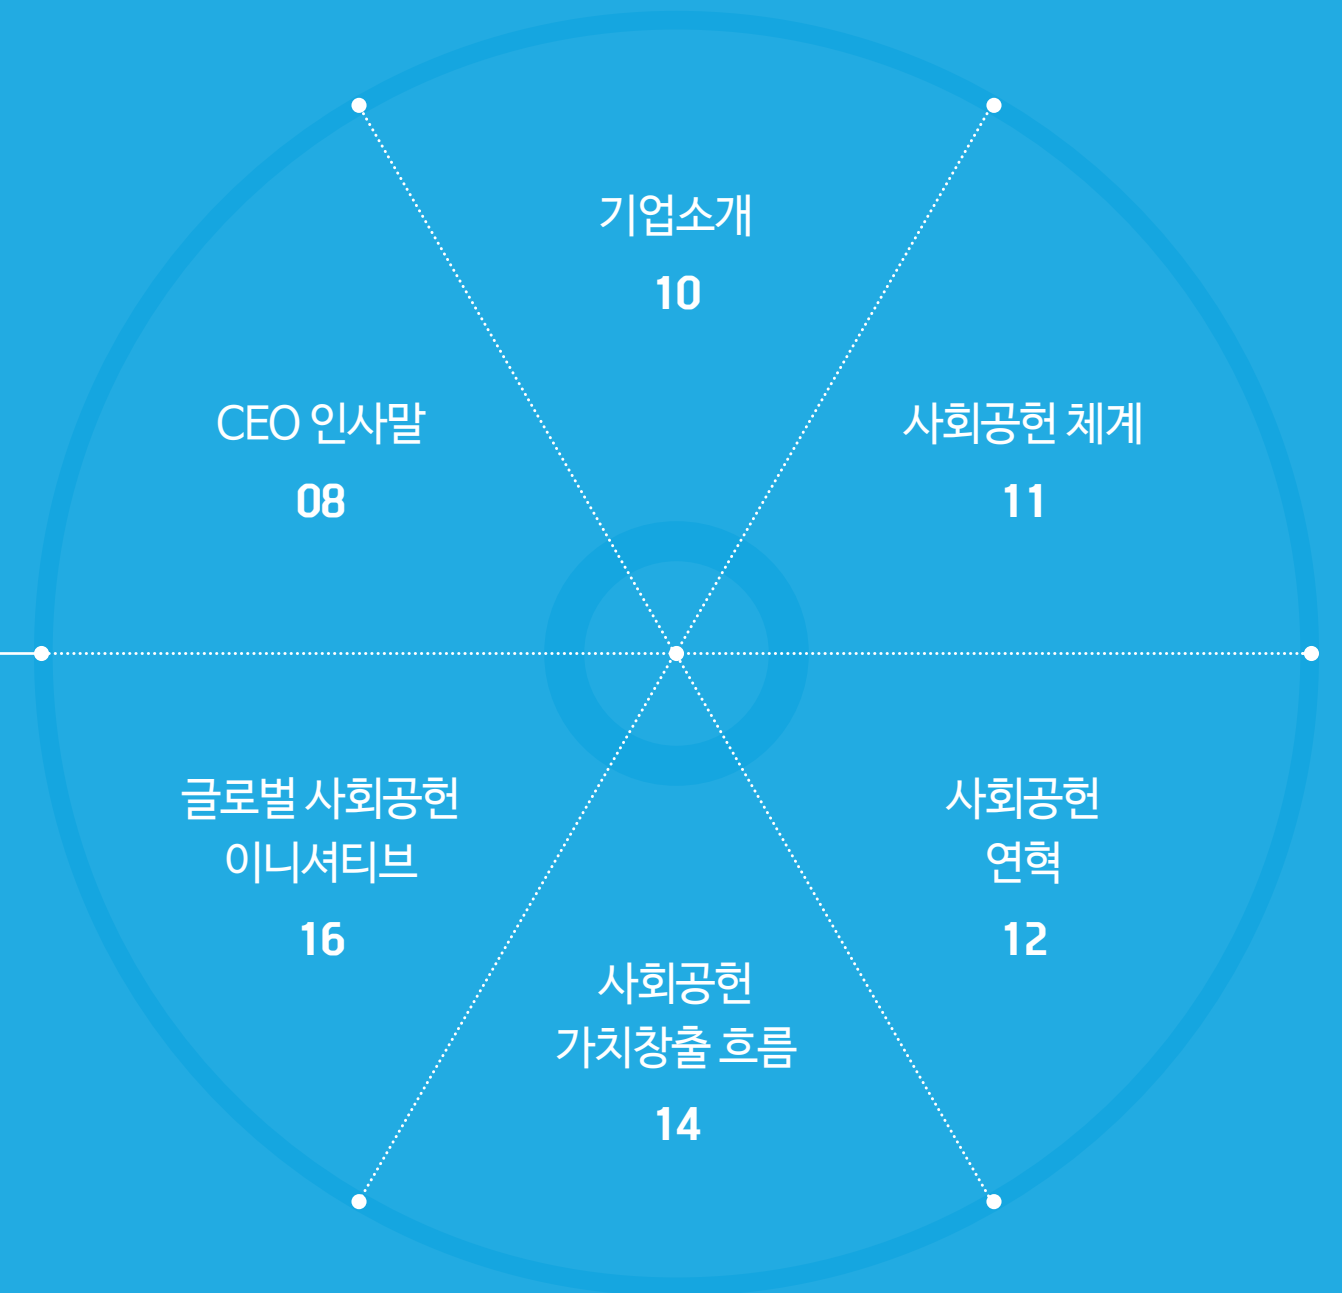 기업소개
10
CEO 인사말
08
사회공헌 체계
11
글로벌 사회공헌
이니셔티브
16
사회공헌
연혁
12
사회공헌
가치창출 흐름
14